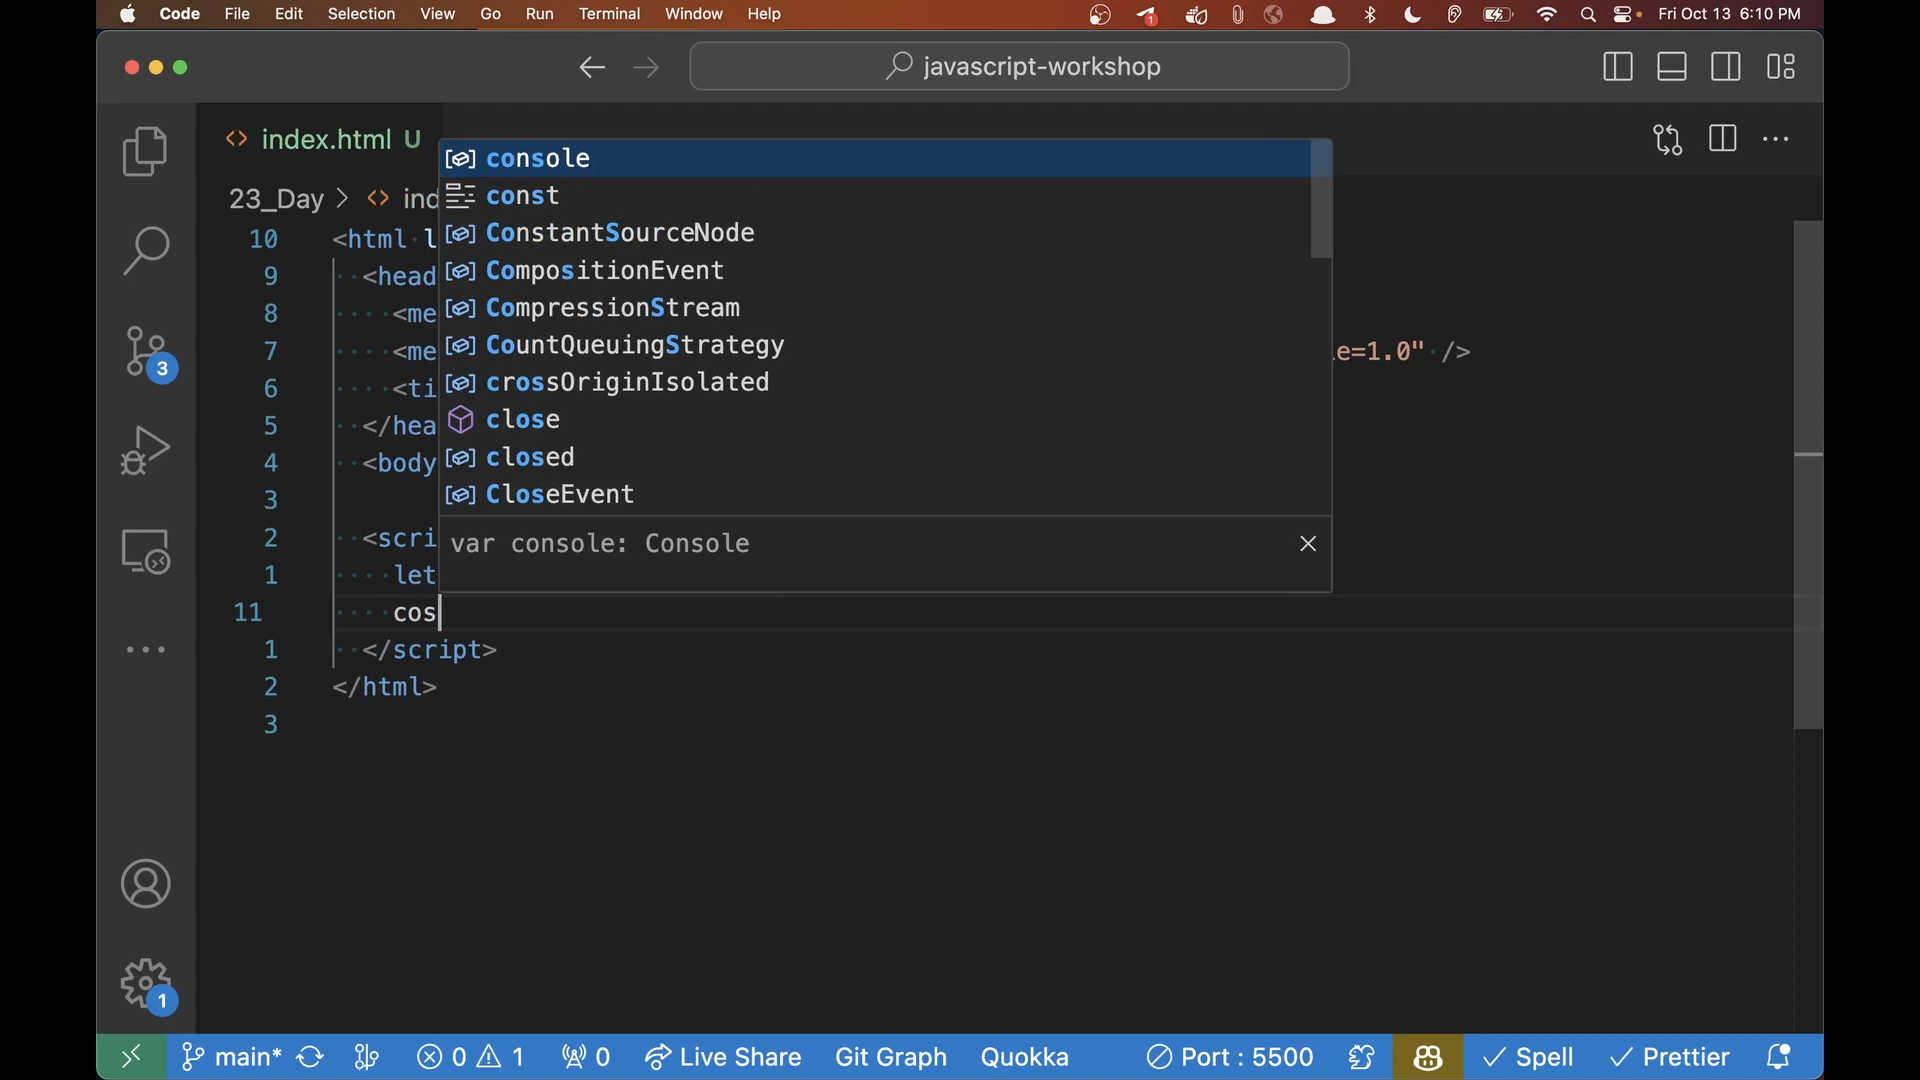 Code File Edit Selection View Go Run Terminal Window Help 1 Fri Oct 13 6:10 PM
javascript-workshop
<> index.html U
23_Day > <> ind
console
const
ConstantSourceNode
CompositionEvent
CompressionStream
CountQueuingStrategy
crossOriginIsolated
close
closed
CloseEvent
var console: Console
10 <html l
9 ··<head
8 ····<me
7 ····<me e=1.0"·/>
6 ····<ti
5 ··</hea
4 ··<body
3
2 ··<scri
1 ····let
11 ····cos
1 ··</script>
2 </html>
3
3
1
main* 0 1 0 Live Share Git Graph Quokka Port : 5500 Spell Prettier